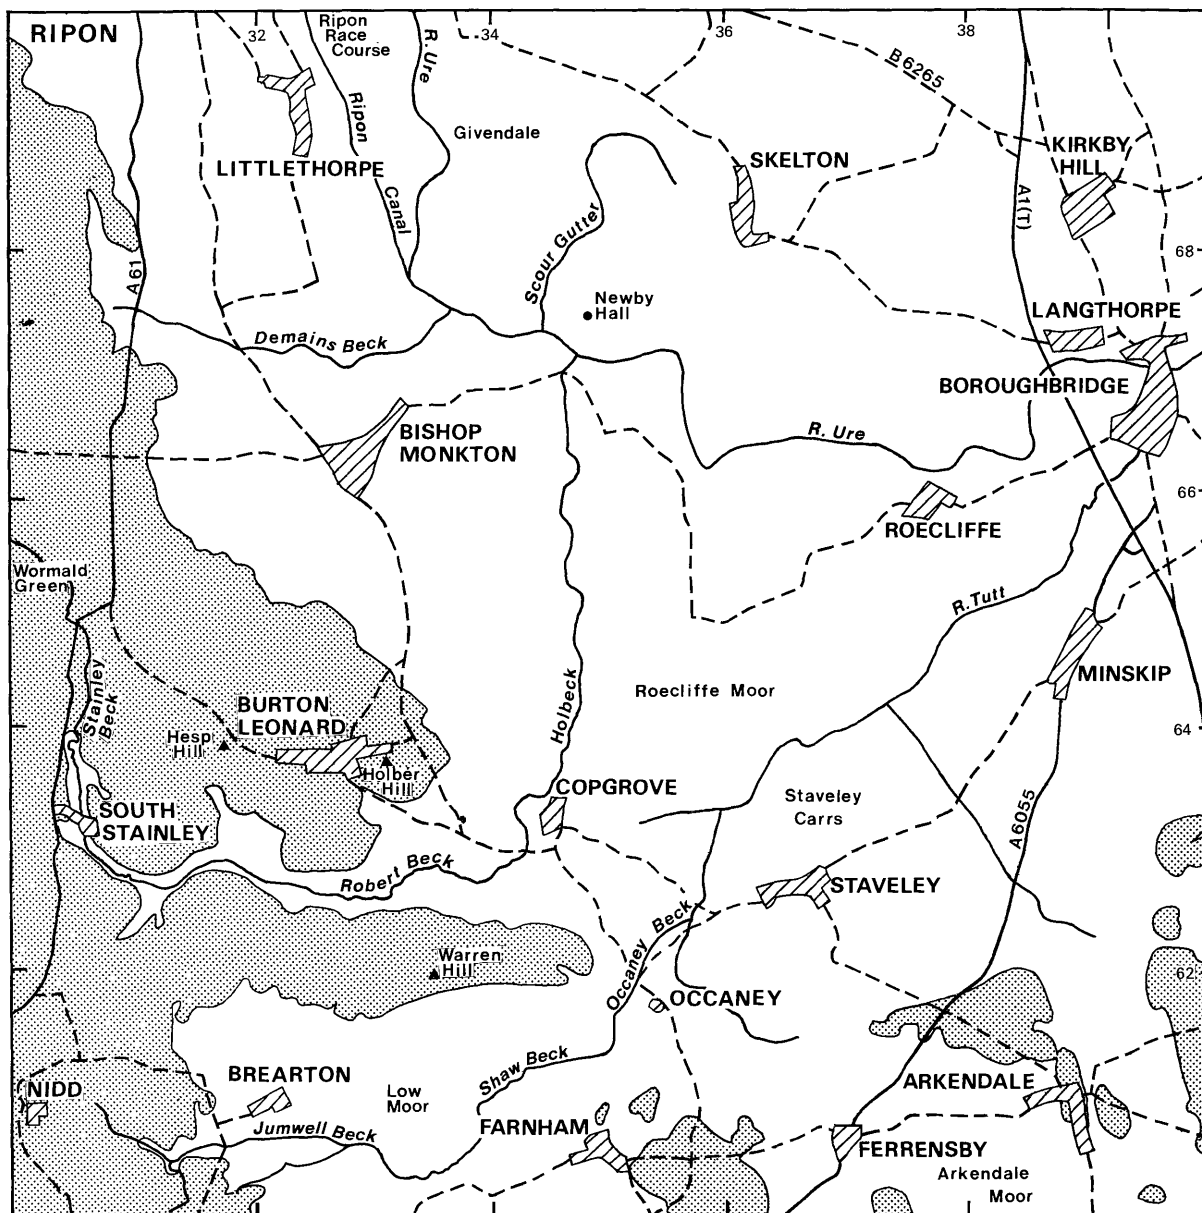 RIPON
32
Ripon
Race
Course
34
36
38
R. Ure
B6265
Ripon
Canal
Givendale
LITTLETHORPE
SKELTON
KIRKBY
HILL
A1(T)
Scour Gutter
68
A61
Newby
Hall
LANGTHORPE
Demains Beck
BOROUGHBRIDGE
BISHOP
MONKTON
R. Ure
66
ROECLIFFE
Wormald
Green
R. Tutt
Stainley
Beck
MINSKIP
Roecliffe Moor
Holbeck
BURTON
LEONARD
64
Hesp
Hill
Holber
Hill
COPGROVE
Staveley
Carrs
A6055
SOUTH
STAINLEY
Robert Beck
STAVELEY
Occaney Beck
Warren
Hill
62
OCCANEY
Shaw Beck
NIDD
BREARTON
Low
Moor
ARKENDALE
Jumwell Beck
FARNHAM
FERRENSBY
Arkendale
Moor